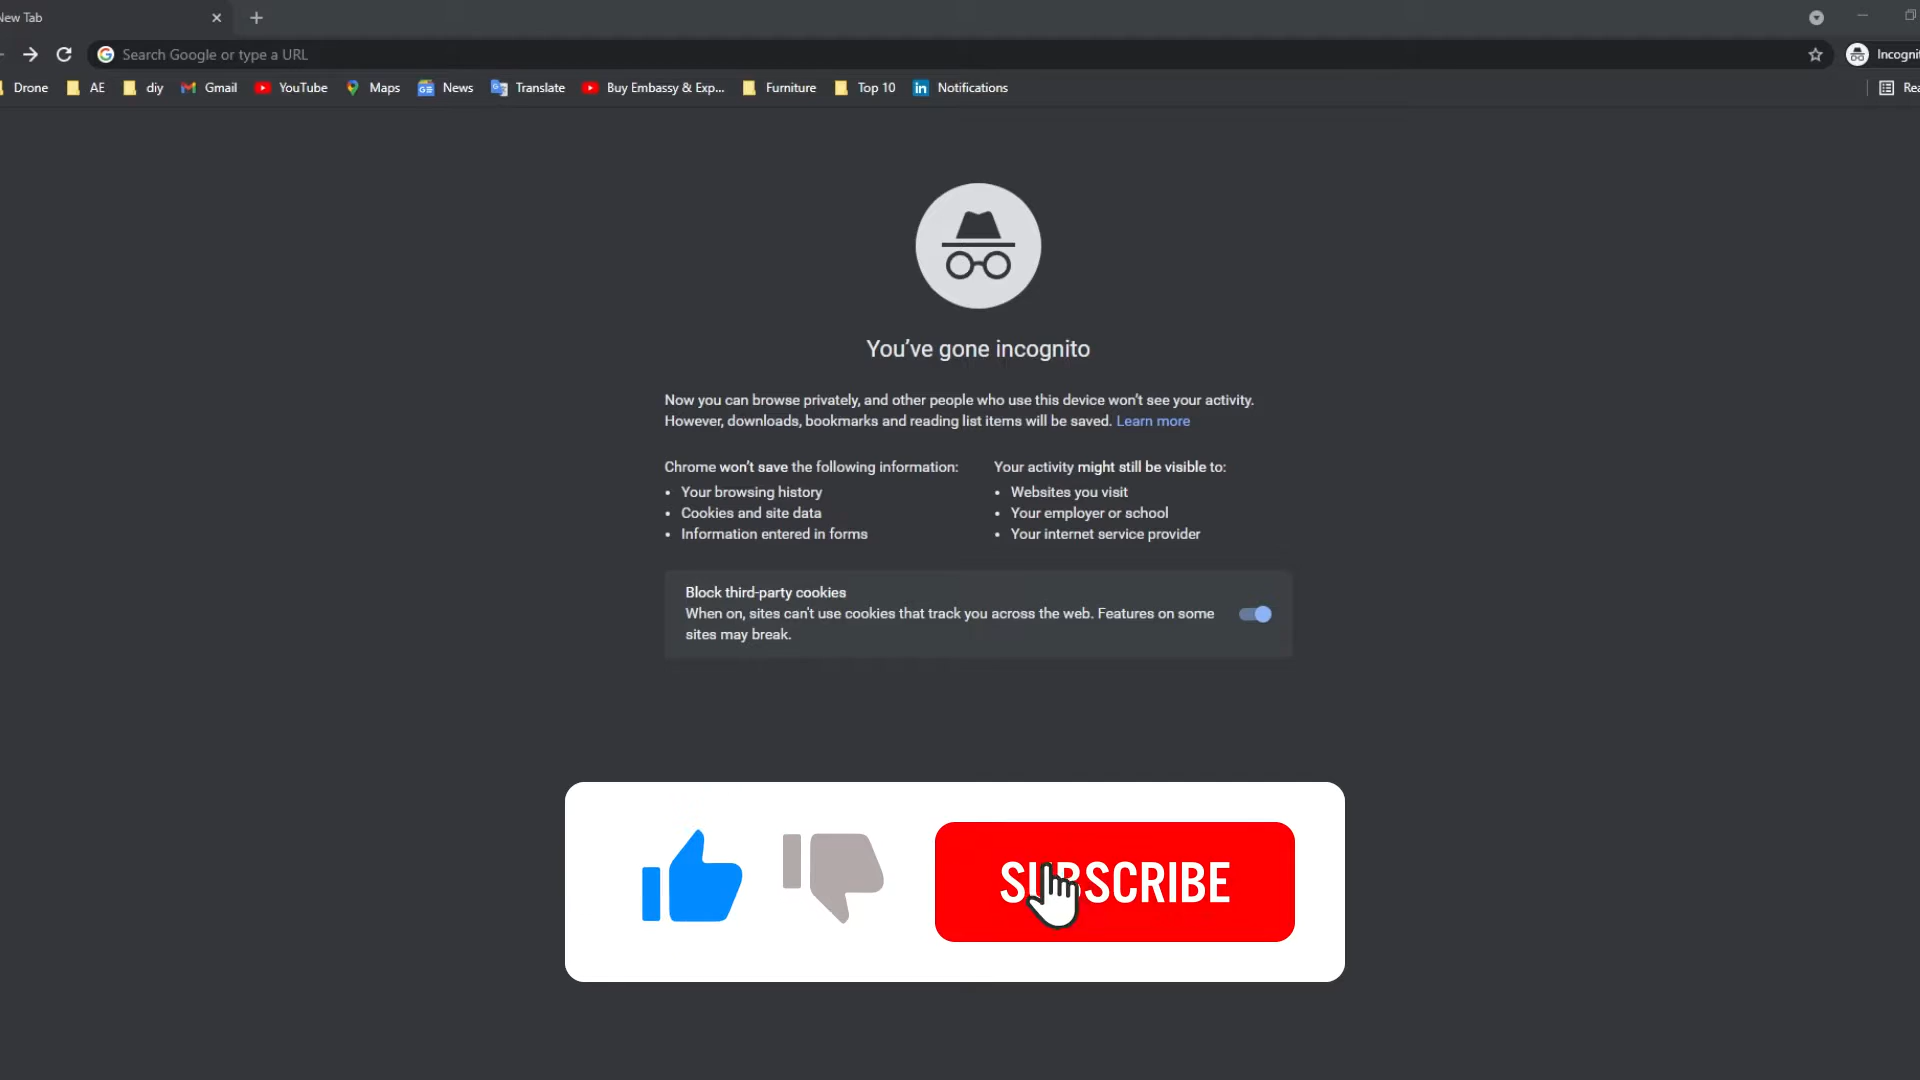 New Tab
Search Google or type a URL
Incognit
Drone AE diy Gmail YouTube Maps News Translate Buy Embassy & Exp... Furniture Top 10 Notifications Rea
You've gone incognito
Now you can browse privately, and other people who use this device won't see your activity.
However, downloads, bookmarks and reading list items will be saved. Learn more
Chrome won't save the following information:
Your browsing history
Cookies and site data
Information entered in forms
Your activity might still be visible to:
Websites you visit
Your employer or school
Your internet service provider
Block third-party cookies
When on, sites can't use cookies that track you across the web. Features on some
sites may break.
SUBSCRIBE